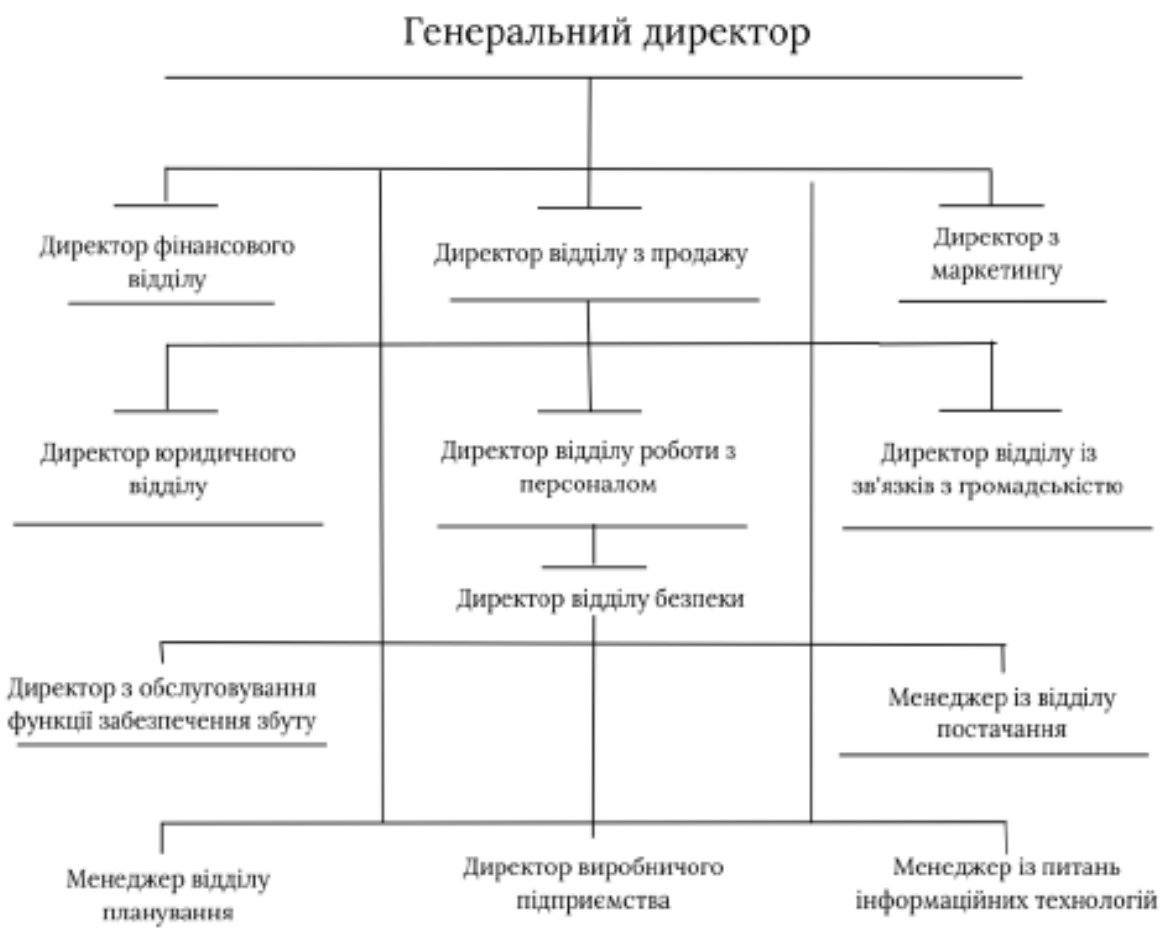 Генеральний директор
Директор фінансового
відділу
Директор відділу з продажу
Директор з
маркетингу
Директор юридичного
відділу
Директор відділу роботи з
персоналом
Директор відділу із
зв'язків з громадськістю
Директор відділу безпеки
Директор з обслуговування
функції забезпечення збуту
Менеджер із відділу
постачання
Менеджер відділу
планування
Директор виробничого
підприємства
Менеджер із питань
інформаційних технологій